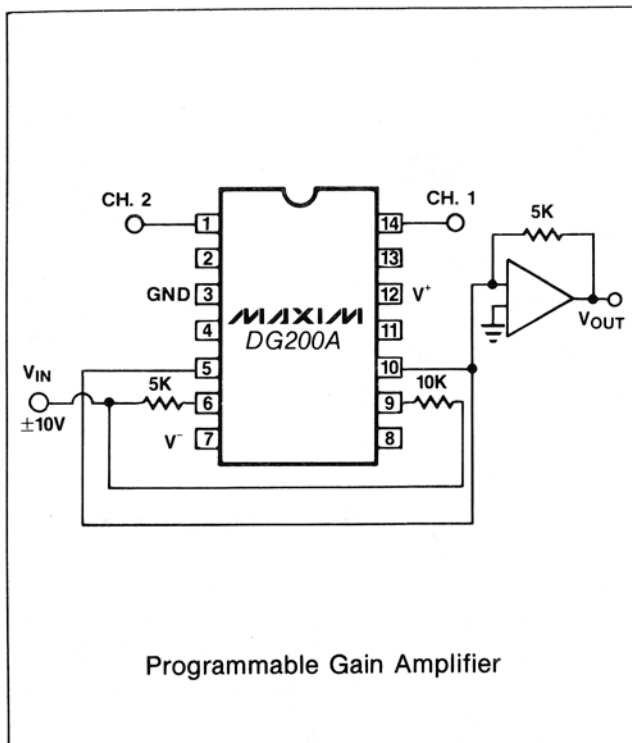 CH. 2
CH. 1
5K
1
14
2
13
GND
3
12
V+
MAXIM
DG200A
4
11
VOUT
5
10
VIN
5K
10K
6
9
±10V
V−
7
8
Programmable Gain Amplifier